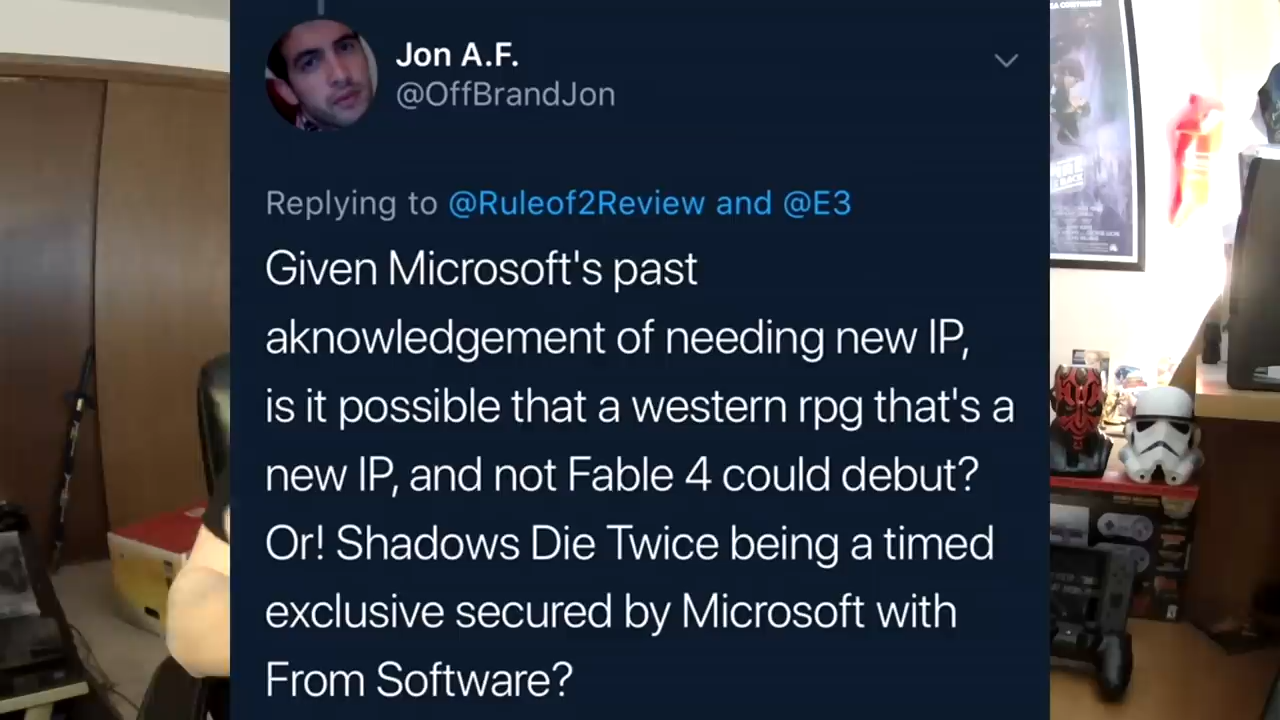 Jon A.F.
@OffBrandJon
Replying to @Ruleof2Review and @E3
Given Microsoft's past
aknowledgement of needing new IP,
is it possible that a western rpg that's a
new IP, and not Fable 4 could debut?
Or! Shadows Die Twice being a timed
exclusive secured by Microsoft with
From Software?